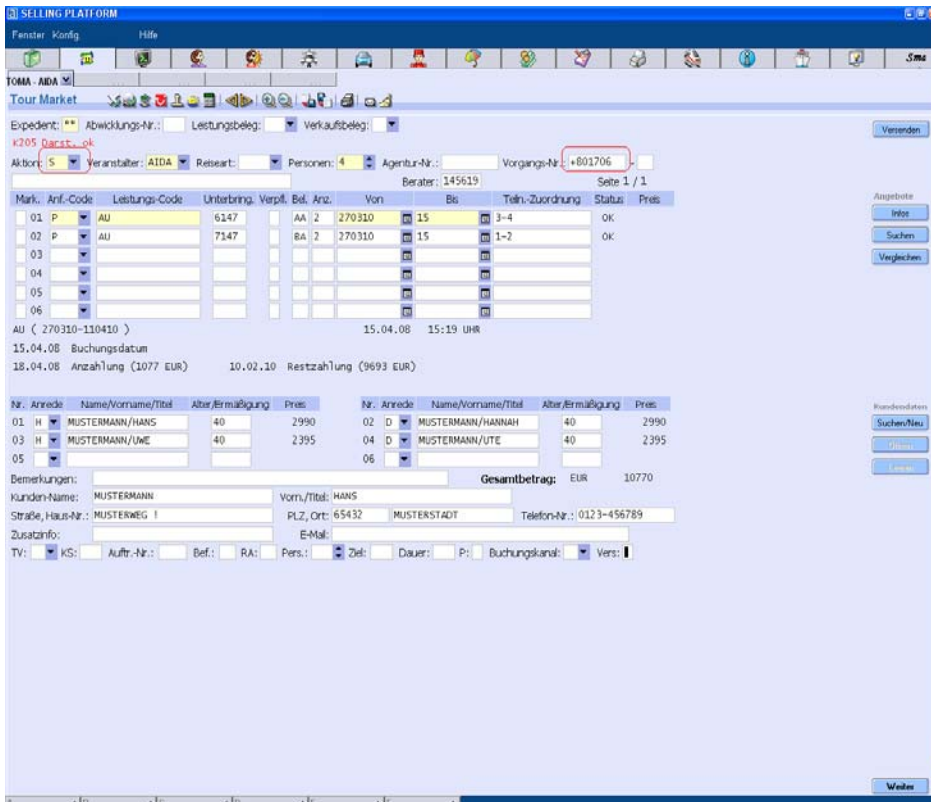 SELLING PLATFORM
Fenster Konfig. Hilfe
Sma
TOMA - AIDA
Tour Market
Expedient: ** Abwicklungs-Nr.: Leistungsbeleg: Verkaufsbeleg: Versenden
K205 Darst. ok
Aktion: S Veranstalter: AIDA Reiseart: Personen: 4 Agentur-Nr.: Vorgangs-Nr.: +801706 -
Berater: 145619 Seite 1 / 1
Mark. Anf.-Code Leistungs-Code Unterbring. Verpfl. Bel. Anz. Von Bis Teiln.-Zuordnung Status Preis Angebote
01 P AU 6147 AA 2 270310 15 3-4 OK Infos
02 P AU 7147 BA 2 270310 15 1-2 OK Suchen
03 Vergleichen
04
05
06
AU ( 270310-110410 ) 15.04.08 15:19 UHR
15.04.08 Buchungsdatum
18.04.08 Anzahlung (1077 EUR) 10.02.10 Restzahlung (9693 EUR)
Nr. Anrede Name/Vorname/Titel Alter/Ermäßigung Preis Nr. Anrede Name/Vorname/Titel Alter/Ermäßigung Preis Kundendaten
01 H MUSTERMANN/HANS 40 2990 02 D MUSTERMANN/HANNAH 40 2990 Suchen/Neu
03 H MUSTERMANN/UWE 40 2395 04 D MUSTERMANN/UTE 40 2395
05 06
Bemerkungen: Gesamtbetrag: EUR 10770
Kunden-Name: MUSTERMANN Vorn./Titel: HANS
Straße, Haus-Nr.: MUSTERWEG ! PLZ, Ort: 65432 MUSTERSTADT Telefon-Nr.: 0123-456789
Zusatzinfo: E-Mail:
TV: KS: Auftr.-Nr.: Bef.: RA: Pers.: Ziel: Dauer: P: Buchungskanal: Vers:
Weiter